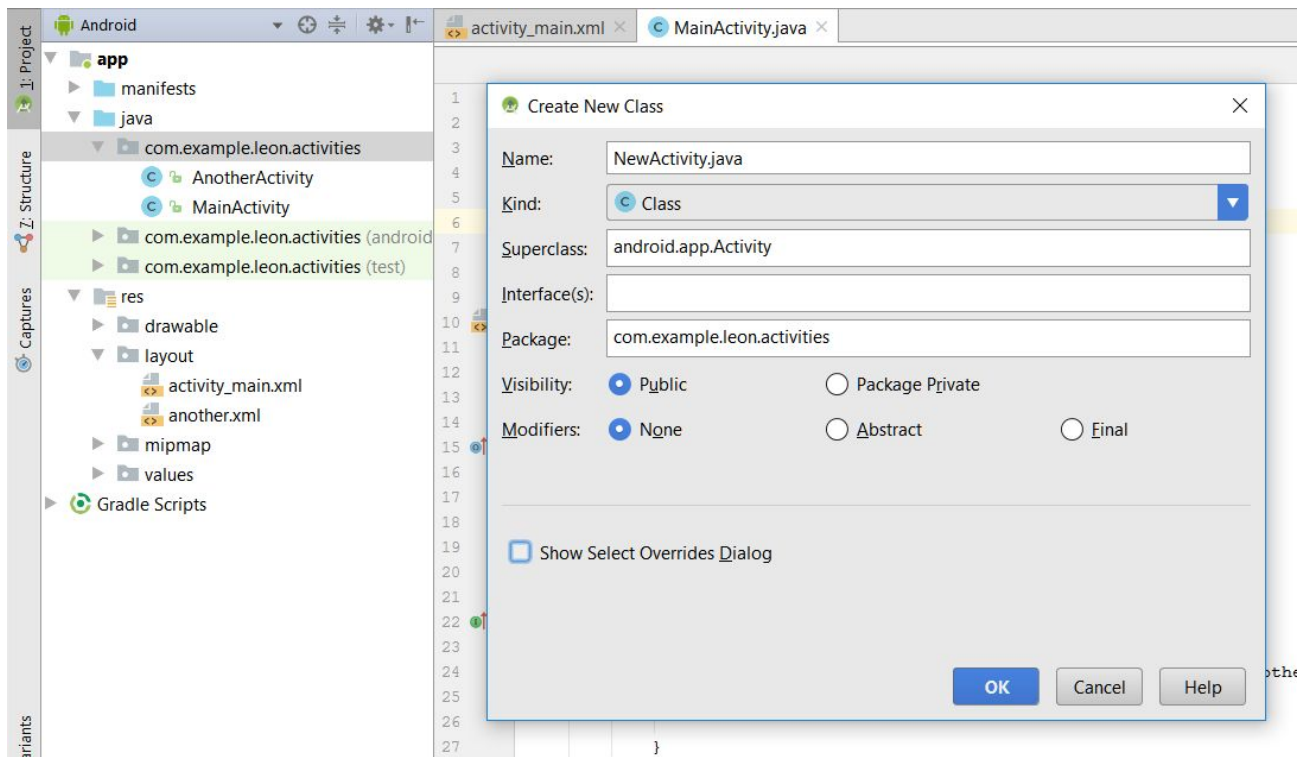 Android
activity_main.xml
MainActivity.java
1: Project
Z: Structure
Captures
app
manifests
java
com.example.leon.activities
AnotherActivity
MainActivity
com.example.leon.activities (android
com.example.leon.activities (test)
res
drawable
layout
activity_main.xml
another.xml
mipmap
values
Gradle Scripts
1
2
3
4
5
6
7
8
9
10
11
12
13
14
15
16
17
18
19
20
21
22
23
24
25
26
27
}
Create New Class
Name: NewActivity.java
Kind: Class
Superclass: android.app.Activity
Interface(s):
Package: com.example.leon.activities
Visibility: Public Package Private
Modifiers: None Abstract Final
Show Select Overrides Dialog
OK Cancel Help